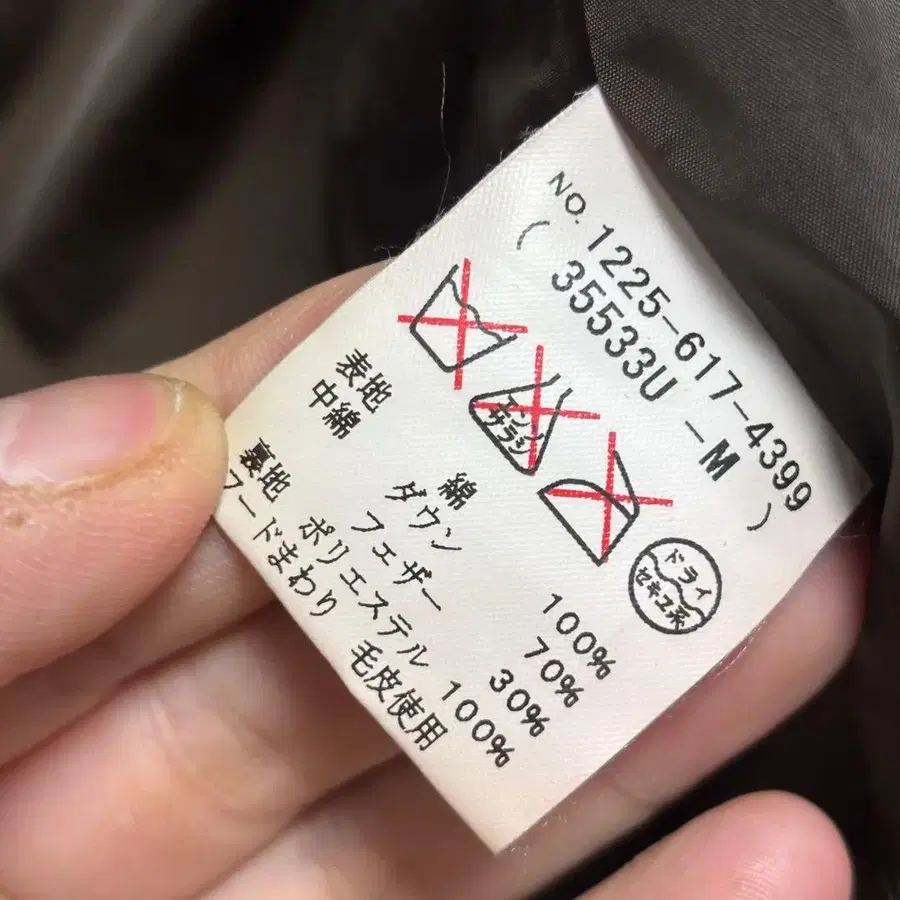 NO. 1225-617-4399
( 35533U -M )
エンソ
サラシ
ドライ
セキユ系
表地 綿 100%
中綿 ダウン 70%
フェザー 30%
裏地 ポリエステル 100%
フードまわり 毛皮使用